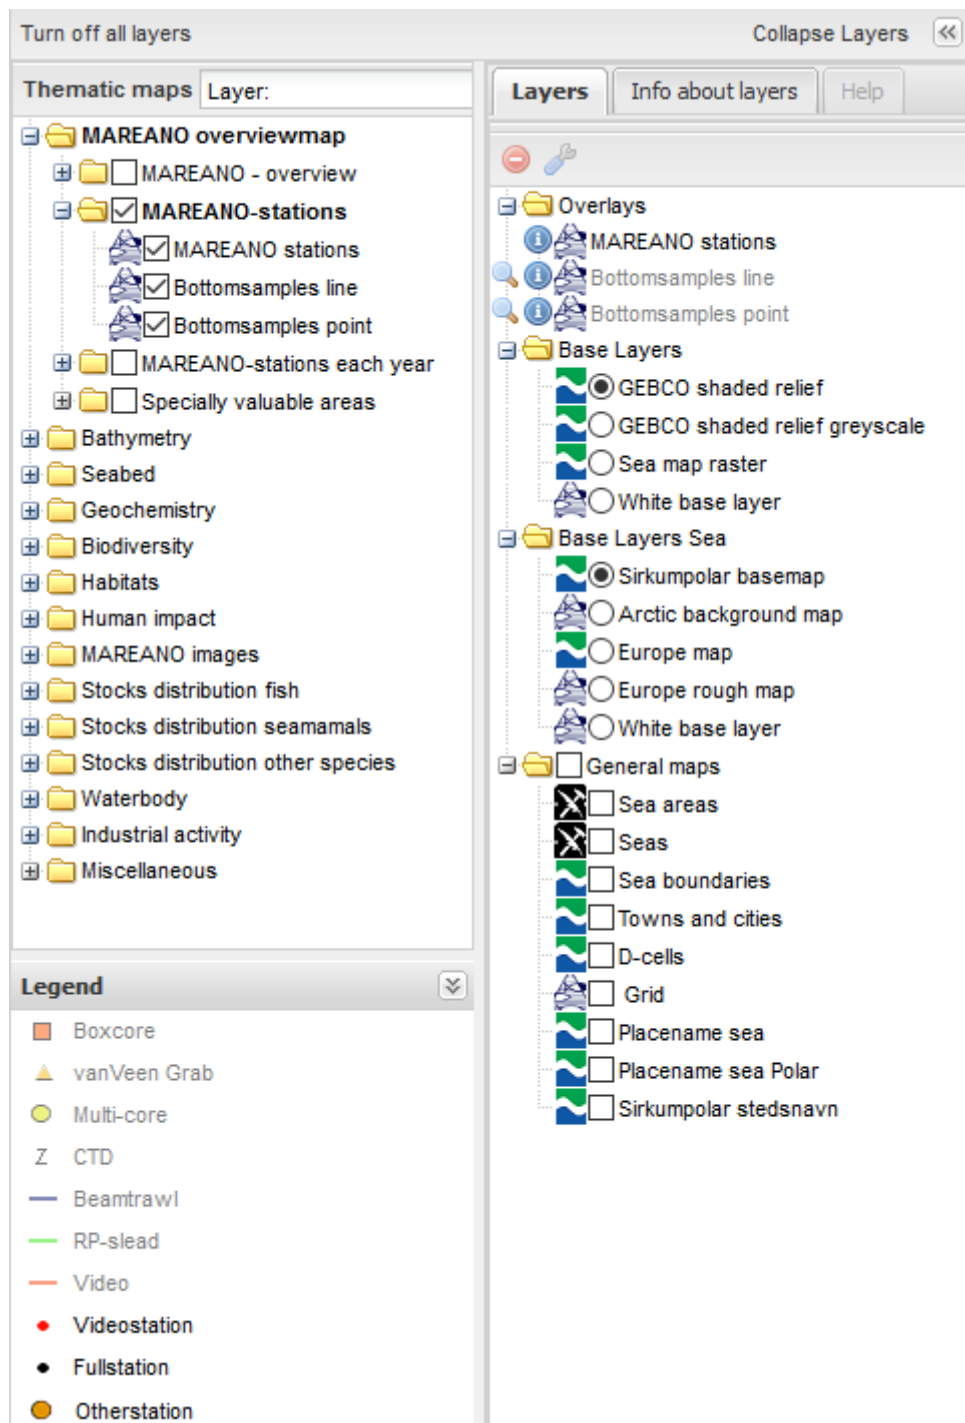 Turn off all layers
Collapse Layers
Thematic maps Layer:
MAREANO overviewmap
MAREANO - overview
MAREANO-stations
MAREANO stations
Bottomsamples line
Bottomsamples point
MAREANO-stations each year
Specially valuable areas
Bathymetry
Seabed
Geochemistry
Biodiversity
Habitats
Human impact
MAREANO images
Stocks distribution fish
Stocks distribution seamamals
Stocks distribution other species
Waterbody
Industrial activity
Miscellaneous
Legend
Boxcore
vanVeen Grab
Multi-core
Z CTD
Beamtrawl
RP-slead
Video
Videostation
Fullstation
Otherstation
Layers Info about layers Help
Overlays
MAREANO stations
Bottomsamples line
Bottomsamples point
Base Layers
GEBCO shaded relief
GEBCO shaded relief greyscale
Sea map raster
White base layer
Base Layers Sea
Sirkumpolar basemap
Arctic background map
Europe map
Europe rough map
White base layer
General maps
Sea areas
Seas
Sea boundaries
Towns and cities
D-cells
Grid
Placename sea
Placename sea Polar
Sirkumpolar stedsnavn